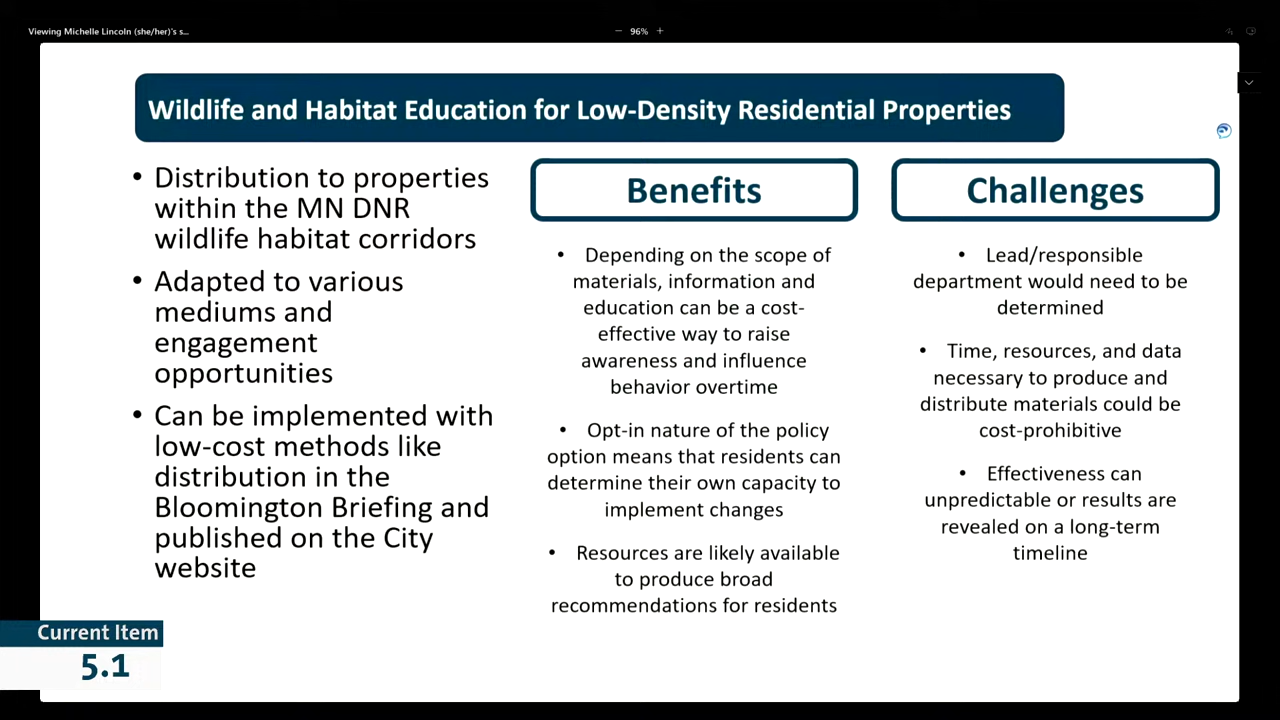 Viewing Michelle Lincoln (she/her)'s s...
− 96% +
Wildlife and Habitat Education for Low-Density Residential Properties
• Distribution to properties
within the MN DNR
wildlife habitat corridors
• Adapted to various
mediums and
engagement
opportunities
• Can be implemented with
low-cost methods like
distribution in the
Bloomington Briefing and
published on the City
website
Benefits
• Depending on the scope of
materials, information and
education can be a cost-
effective way to raise
awareness and influence
behavior overtime
• Opt-in nature of the policy
option means that residents can
determine their own capacity to
implement changes
• Resources are likely available
to produce broad
recommendations for residents
Challenges
• Lead/responsible
department would need to be
determined
• Time, resources, and data
necessary to produce and
distribute materials could be
cost-prohibitive
• Effectiveness can
unpredictable or results are
revealed on a long-term
timeline
Current Item
5.1